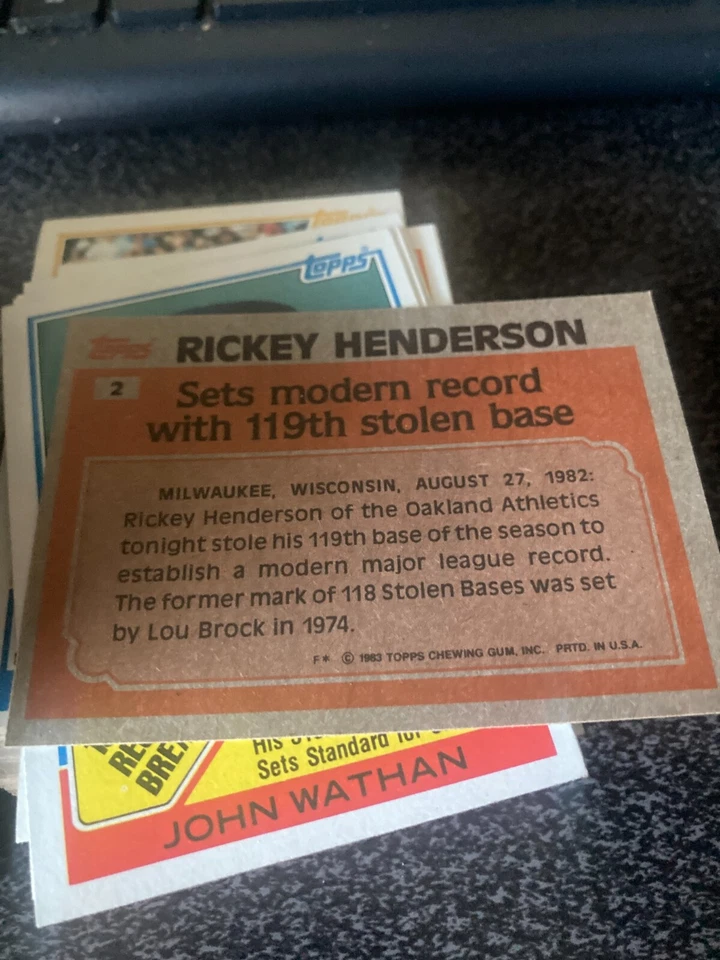 topps
topps
Topps
RICKEY HENDERSON
2
Sets modern record
with 119th stolen base
MILWAUKEE, WISCONSIN, AUGUST 27, 1982:
Rickey Henderson of the Oakland Athletics
tonight stole his 119th base of the season to
establish a modern major league record.
The former mark of 118 Stolen Bases was set
by Lou Brock in 1974.
F* © 1983 TOPPS CHEWING GUM, INC. PRTD. IN U.S.A.
His
Sets Standard for
JOHN WATHAN